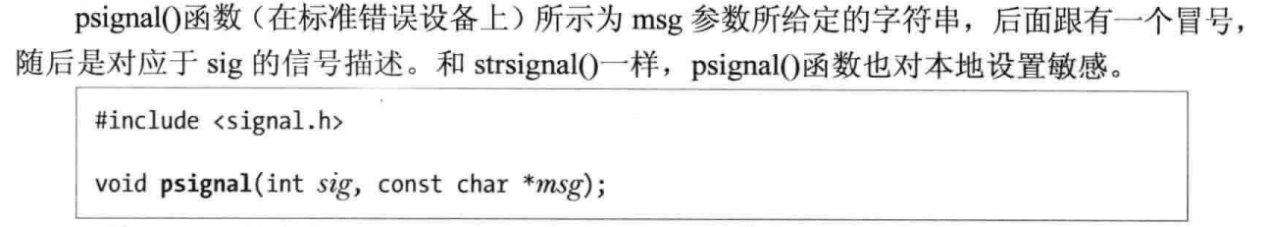 psignal()函数（在标准错误设备上）所示为 msg 参数所给定的字符串，后面跟有一个冒号，
随后是对应于 sig 的信号描述。和 strsignal()一样，psignal()函数也对本地设置敏感。
#include <signal.h>
void psignal(int sig, const char *msg);